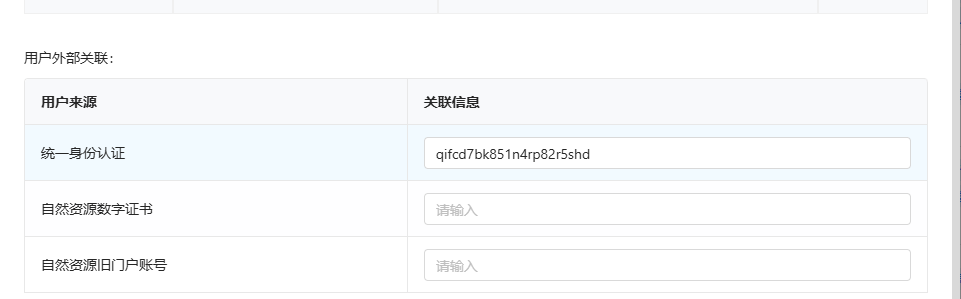 用户外部关联：
用户来源 关联信息
统一身份认证 qifcd7bk851n4rp82r5shd
自然资源数字证书 请输入
自然资源旧门户账号 请输入